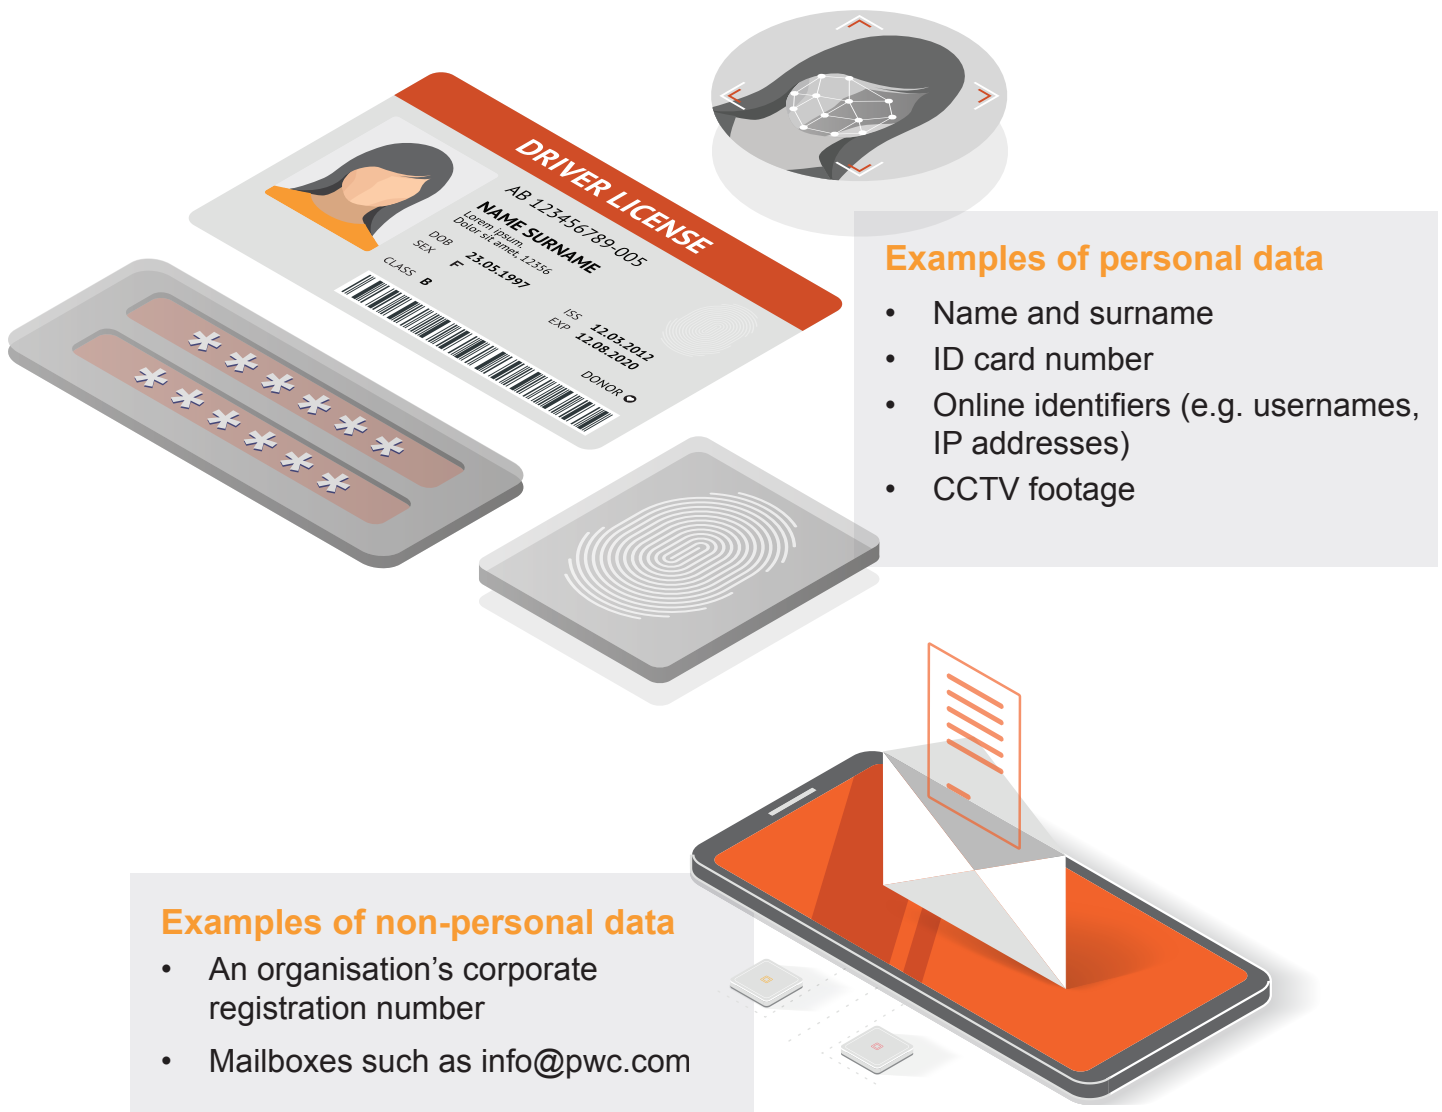 DRIVER LICENSE
AB 123456789-005
NAME SURNAME
Lorem ipsum.
Dolor sit amet, 12356
DOB 23.05.1997
SEX F
CLASS B
ISS 12.03.2012
EXP 12.08.2020
DONOR
******
******
Examples of personal data
• Name and surname
• ID card number
• Online identifiers (e.g. usernames,
IP addresses)
• CCTV footage
Examples of non-personal data
• An organisation’s corporate
registration number
• Mailboxes such as info@pwc.com